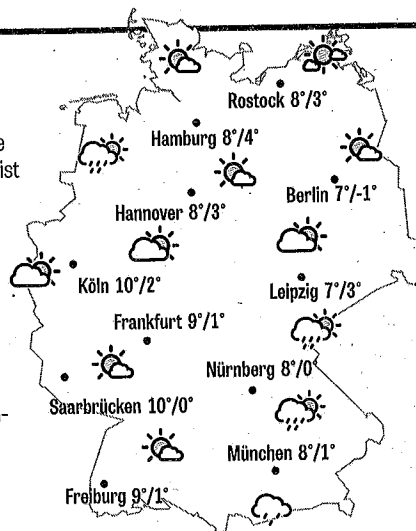 Rostock 8°/3°
e
Hamburg 8°/4°
ist
Berlin 7°/-1°
Hannover 8°/3°
Köln 10°/2°
Leipzig 7°/3°
Frankfurt 9°/1°
Nürnberg 8°/0°
Saarbrücken 10°/0°
-
München 8°/1°
Freiburg 9°/1°